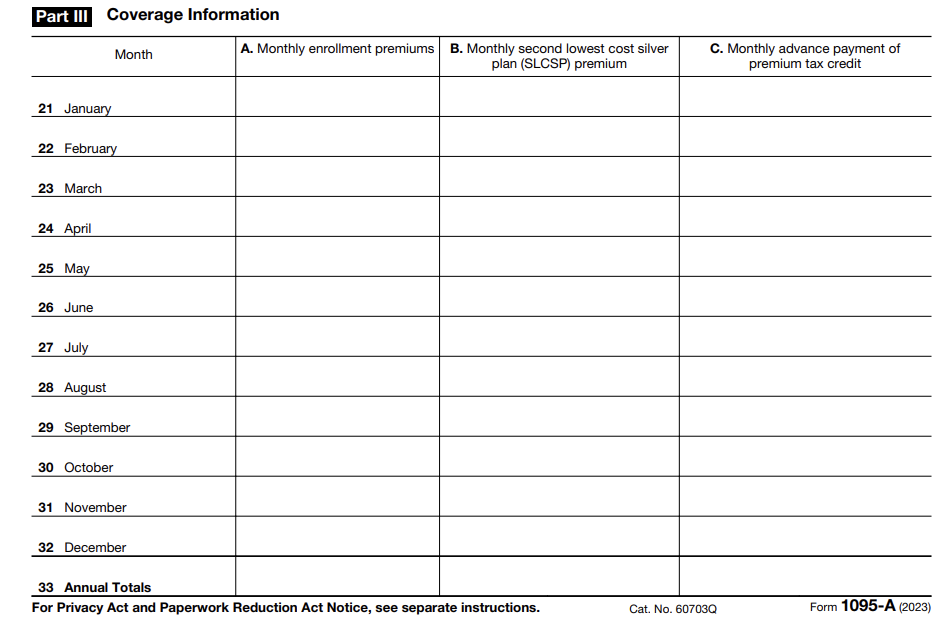 Part III Coverage Information
Month
A. Monthly enrollment premiums
B. Monthly second lowest cost silver
plan (SLCSP) premium
C. Monthly advance payment of
premium tax credit
21 January
22 February
23 March
24 April
25 May
26 June
27 July
28 August
29 September
30 October
31 November
32 December
33 Annual Totals
For Privacy Act and Paperwork Reduction Act Notice, see separate instructions. Cat. No. 60703Q Form 1095-A (2023)